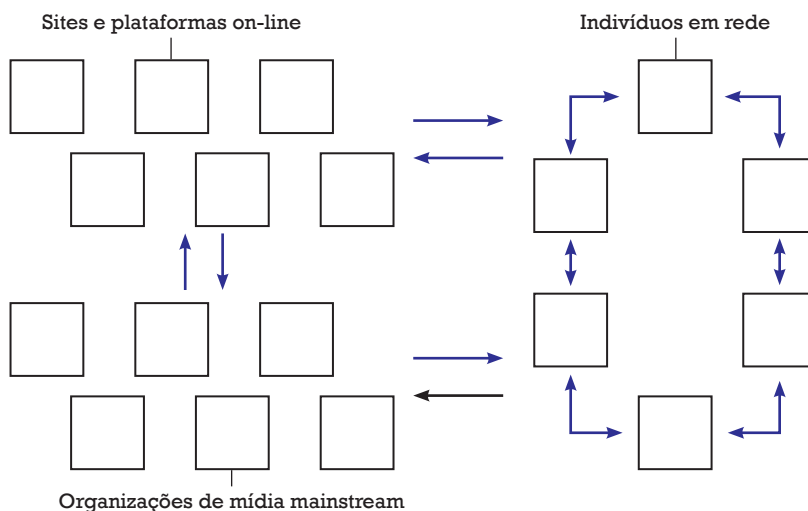 Sites e plataformas on-line
Indivíduos em rede
Organizações de mídia mainstream